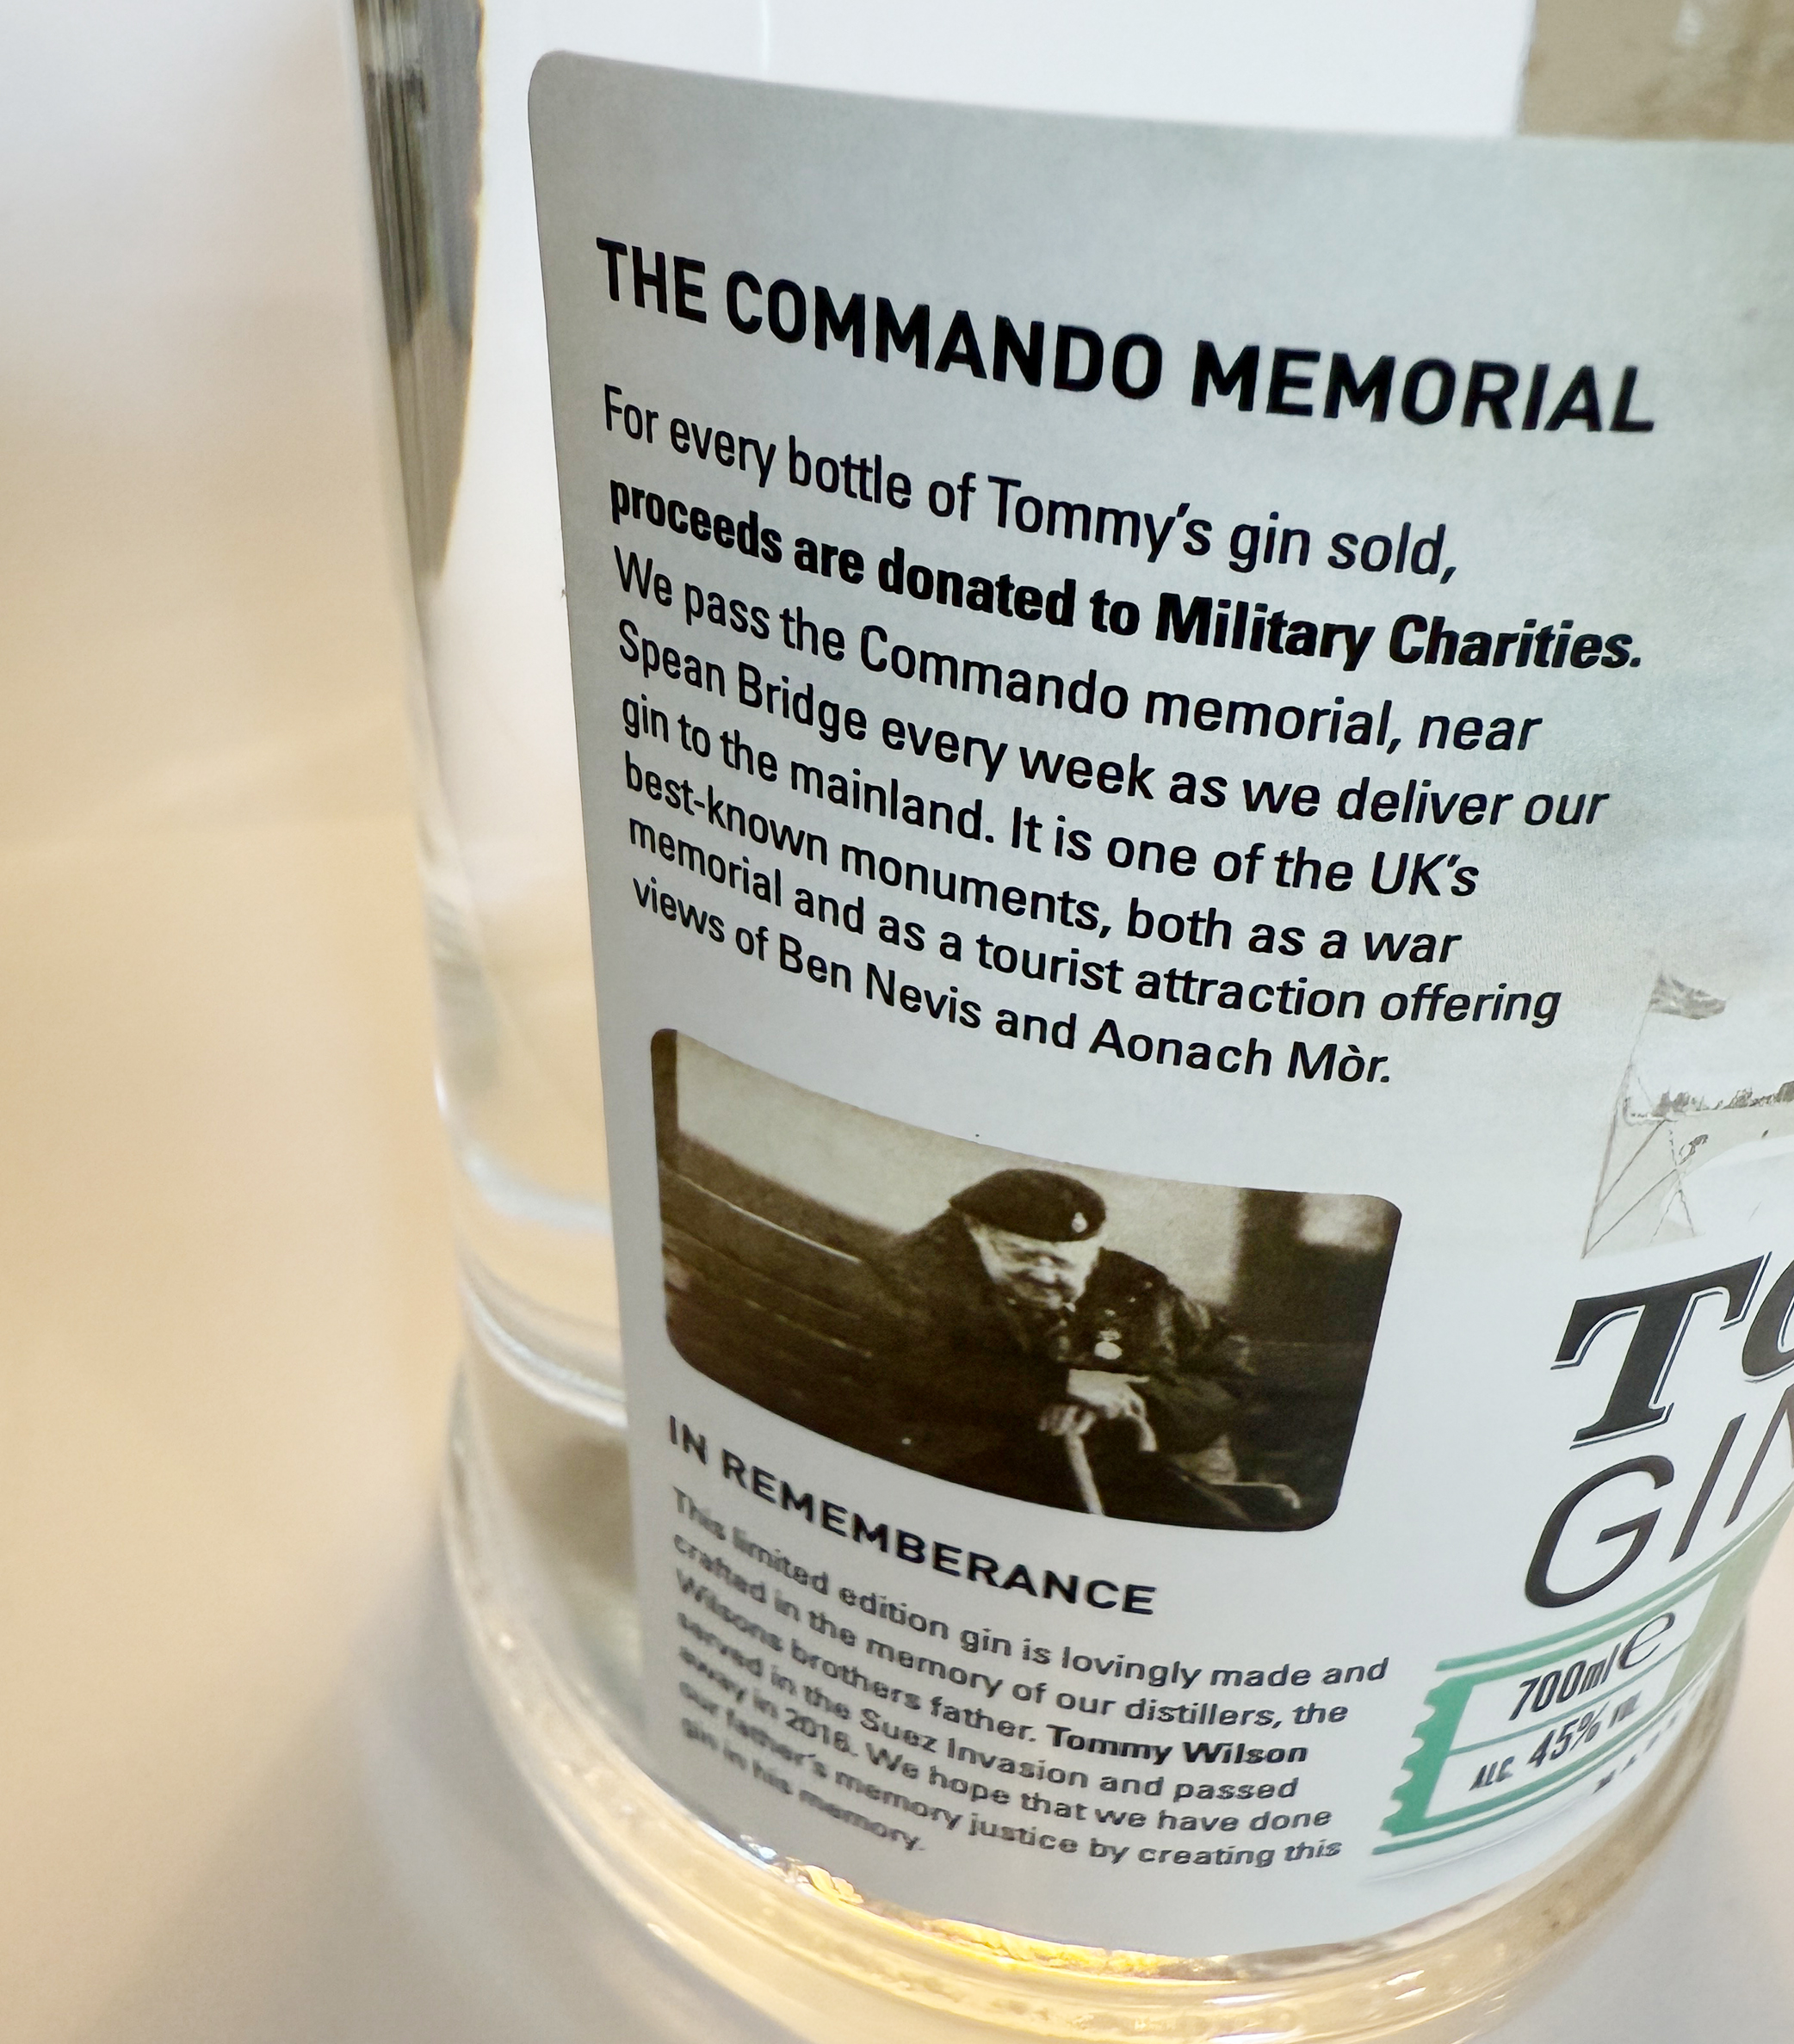 THE COMMANDO MEMORIAL
For every bottle of Tommy's gin sold,
proceeds are donated to Military Charities.
We pass the Commando memorial, near
Spean Bridge every week as we deliver our
gin to the mainland. It is one of the UK's
best-known monuments, both as a war
memorial and as a tourist attraction offering
views of Ben Nevis and Aonach Mòr.
IN REMEMBERANCE
This limited edition gin is lovingly made and
crafted in the memory of our distillers, the
Wilsons brothers father. Tommy Wilson
served in the Suez Invasion and passed
away in 2016. We hope that we have done
our father's memory justice by creating this
gin in his memory.
GIN
700ml e
ALC. 45% VOL